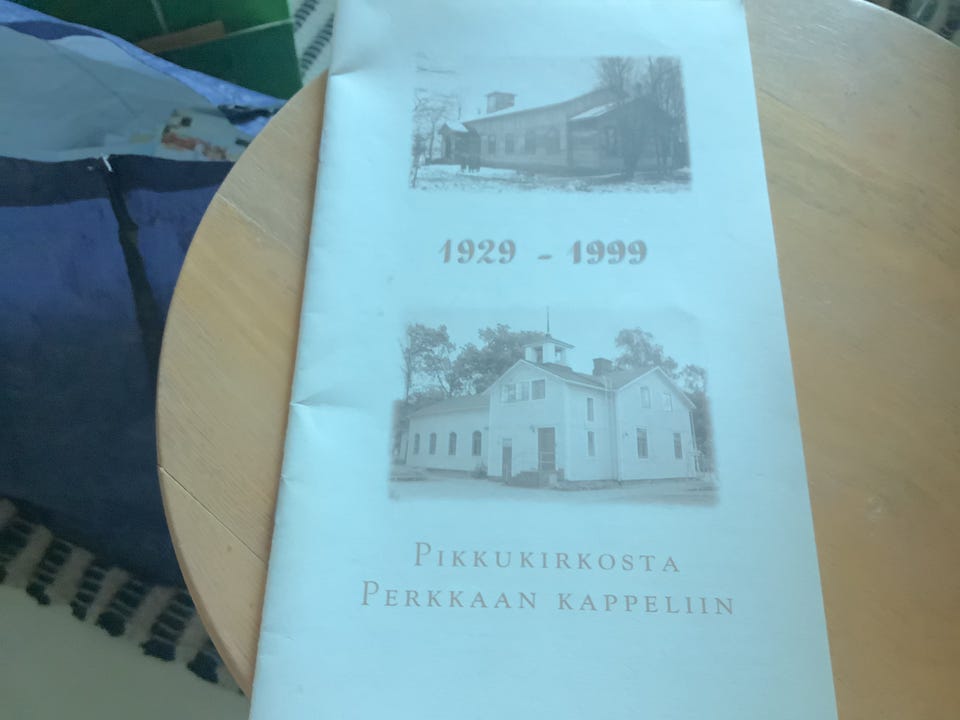 1929 - 1999
PIKKUKIRKOSTA
PERKKAAN KAPPELIIN